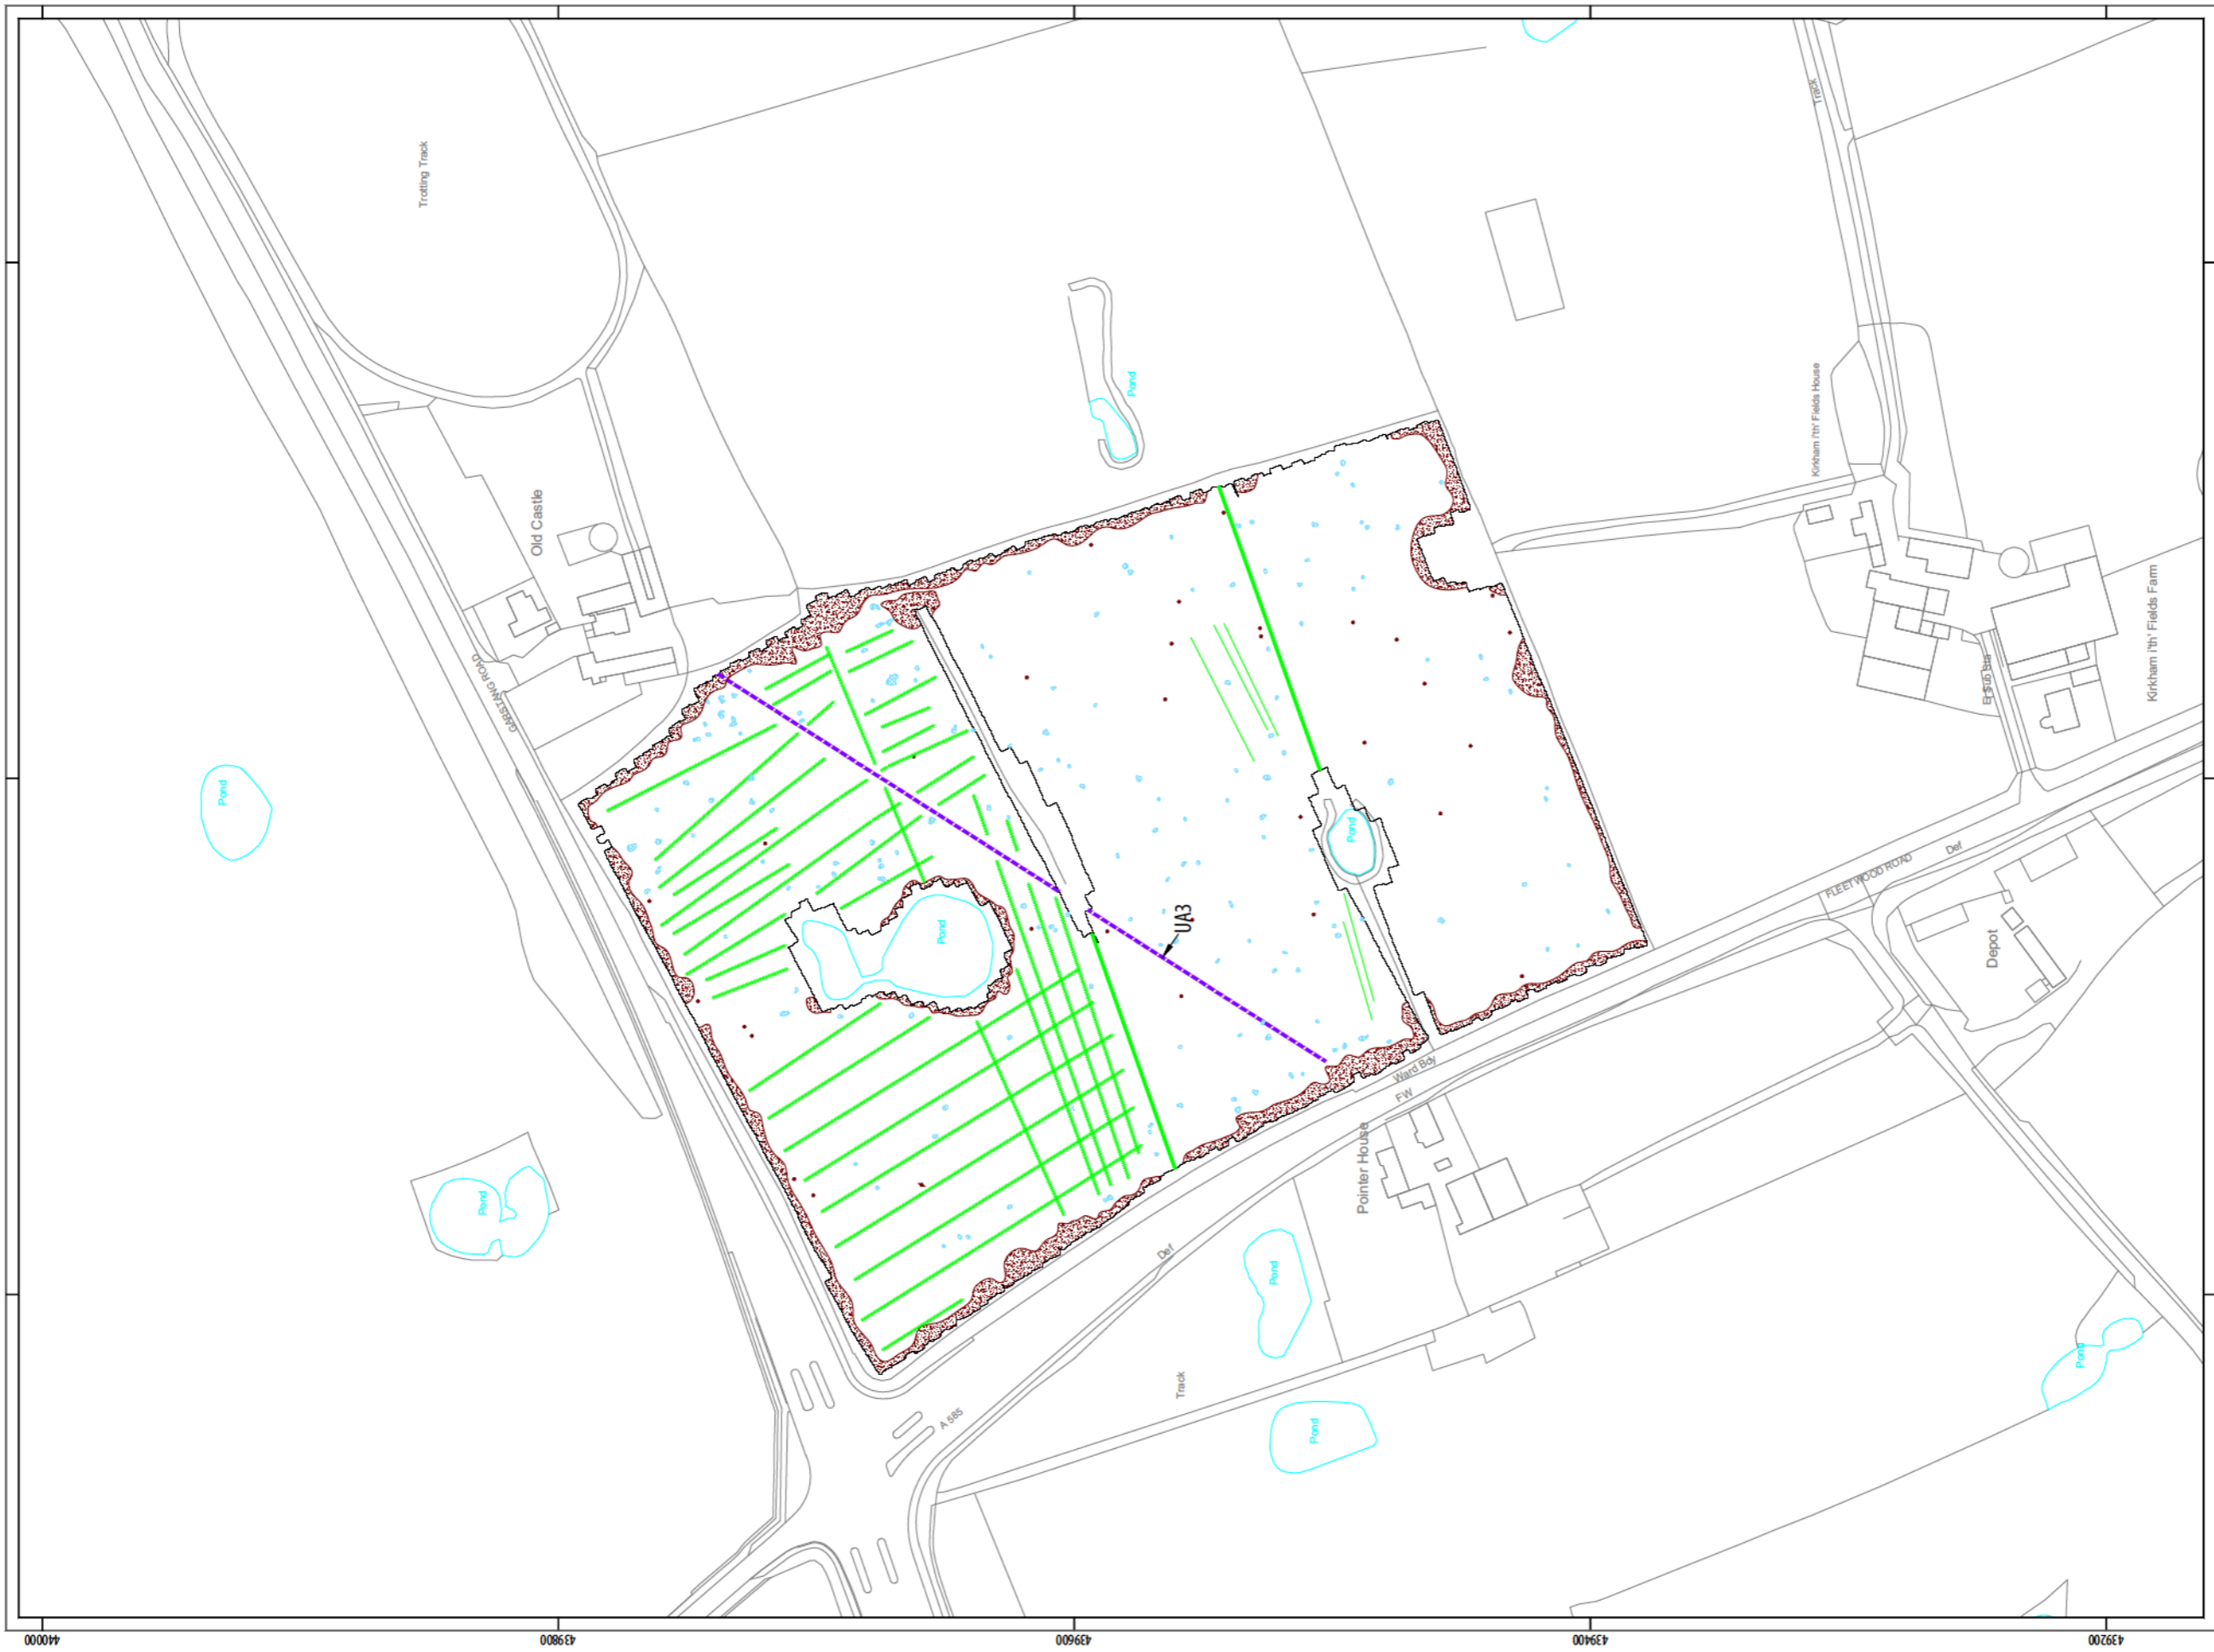 Trotting Track
Track
Pond
Kirkham i'th' Fields House
Old Castle
GARSTANG ROAD
Kirkham i'th' Fields Farm
El Sub Sta
Pond
Pond
Pond
UA3
FLEETWOOD ROAD
Def
Depot
Ward Bdy
FW
Pointer House
Pond
Def
Pond
Track
A 585
Pond
Pond
440000
439800
439600
439400
439200